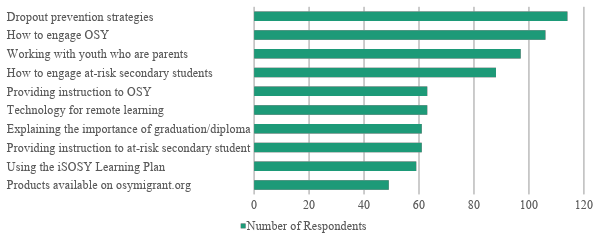 Dropout prevention strategies
How to engage OSY
Working with youth who are parents
How to engage at-risk secondary students
Providing instruction to OSY
Technology for remote learning
Explaining the importance of graduation/diploma
Providing instruction to at-risk secondary student
Using the iSOSY Learning Plan
Products available on osymigrant.org
0 20 40 60 80 100 120
Number of Respondents